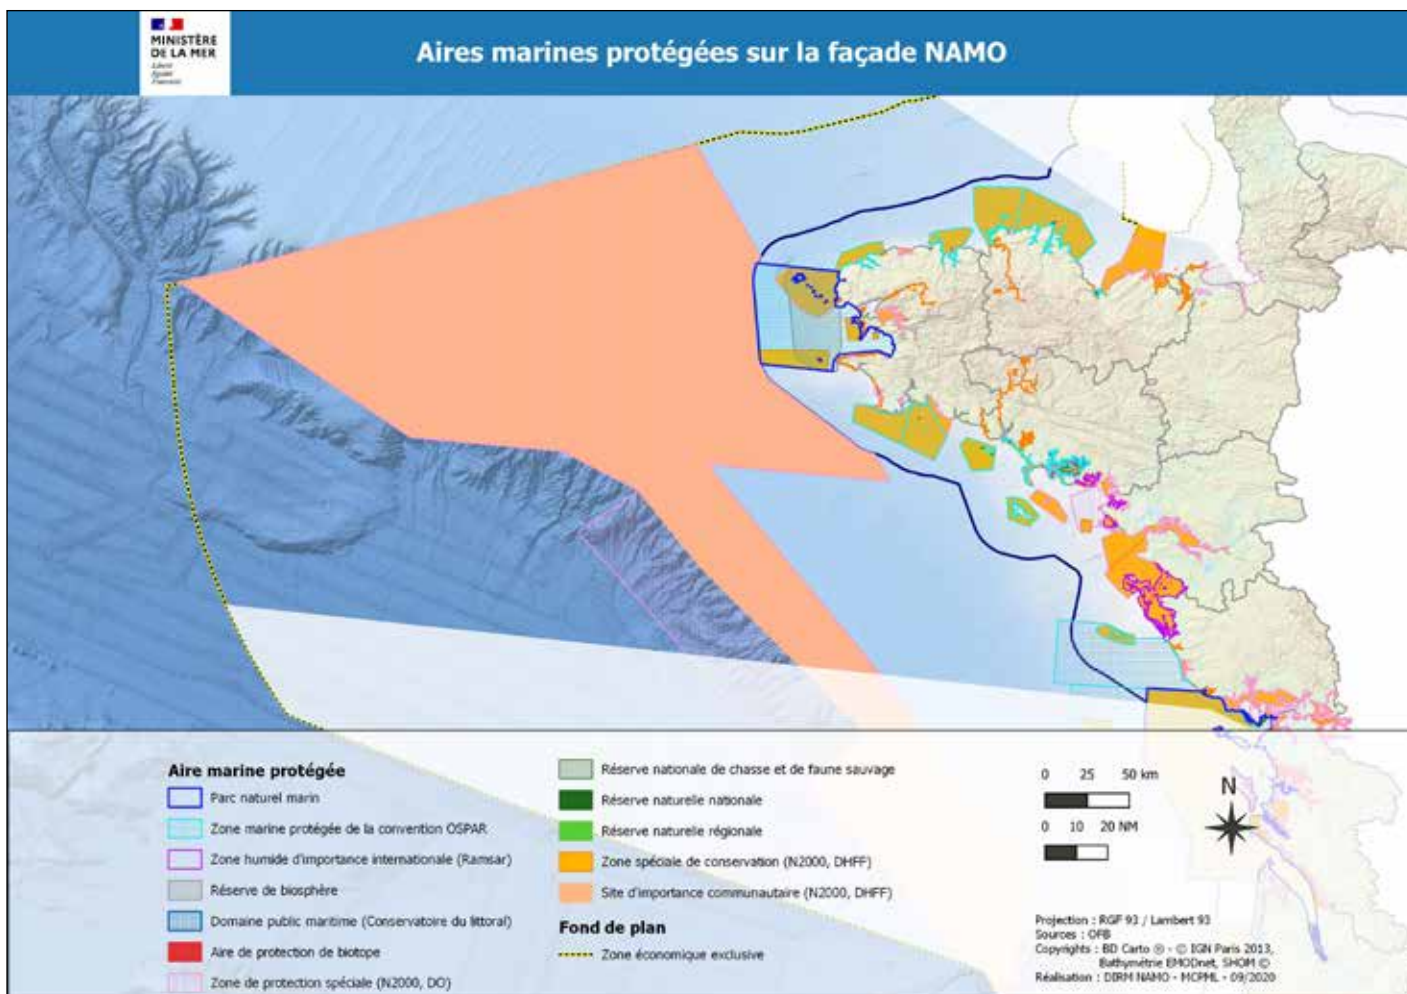 MINISTÈRE
DE LA MER
Liberté
Égalité
Fraternité
Aires marines protégées sur la façade NAMO
Aire marine protégée
Parc naturel marin
Zone marine protégée de la convention OSPAR
Zone humide d'importance internationale (Ramsar)
Réserve de biosphère
Domaine public maritime (Conservatoire du littoral)
Aire de protection de biotope
Zone de protection spéciale (N2000, DO)
Réserve nationale de chasse et de faune sauvage
Réserve naturelle nationale
Réserve naturelle régionale
Zone spéciale de conservation (N2000, DHFF)
Site d'importance communautaire (N2000, DHFF)
Fond de plan
Zone économique exclusive
0 25 50 km
0 10 20 NM
N
Projection : RGF 93 / Lambert 93
Sources : OFB
Copyrights : BD Carto ® - © IGN Paris 2013,
Bathymétrie EMODnet, SHOM ©
Réalisation : DIRM NAMO - MCPML - 09/2020